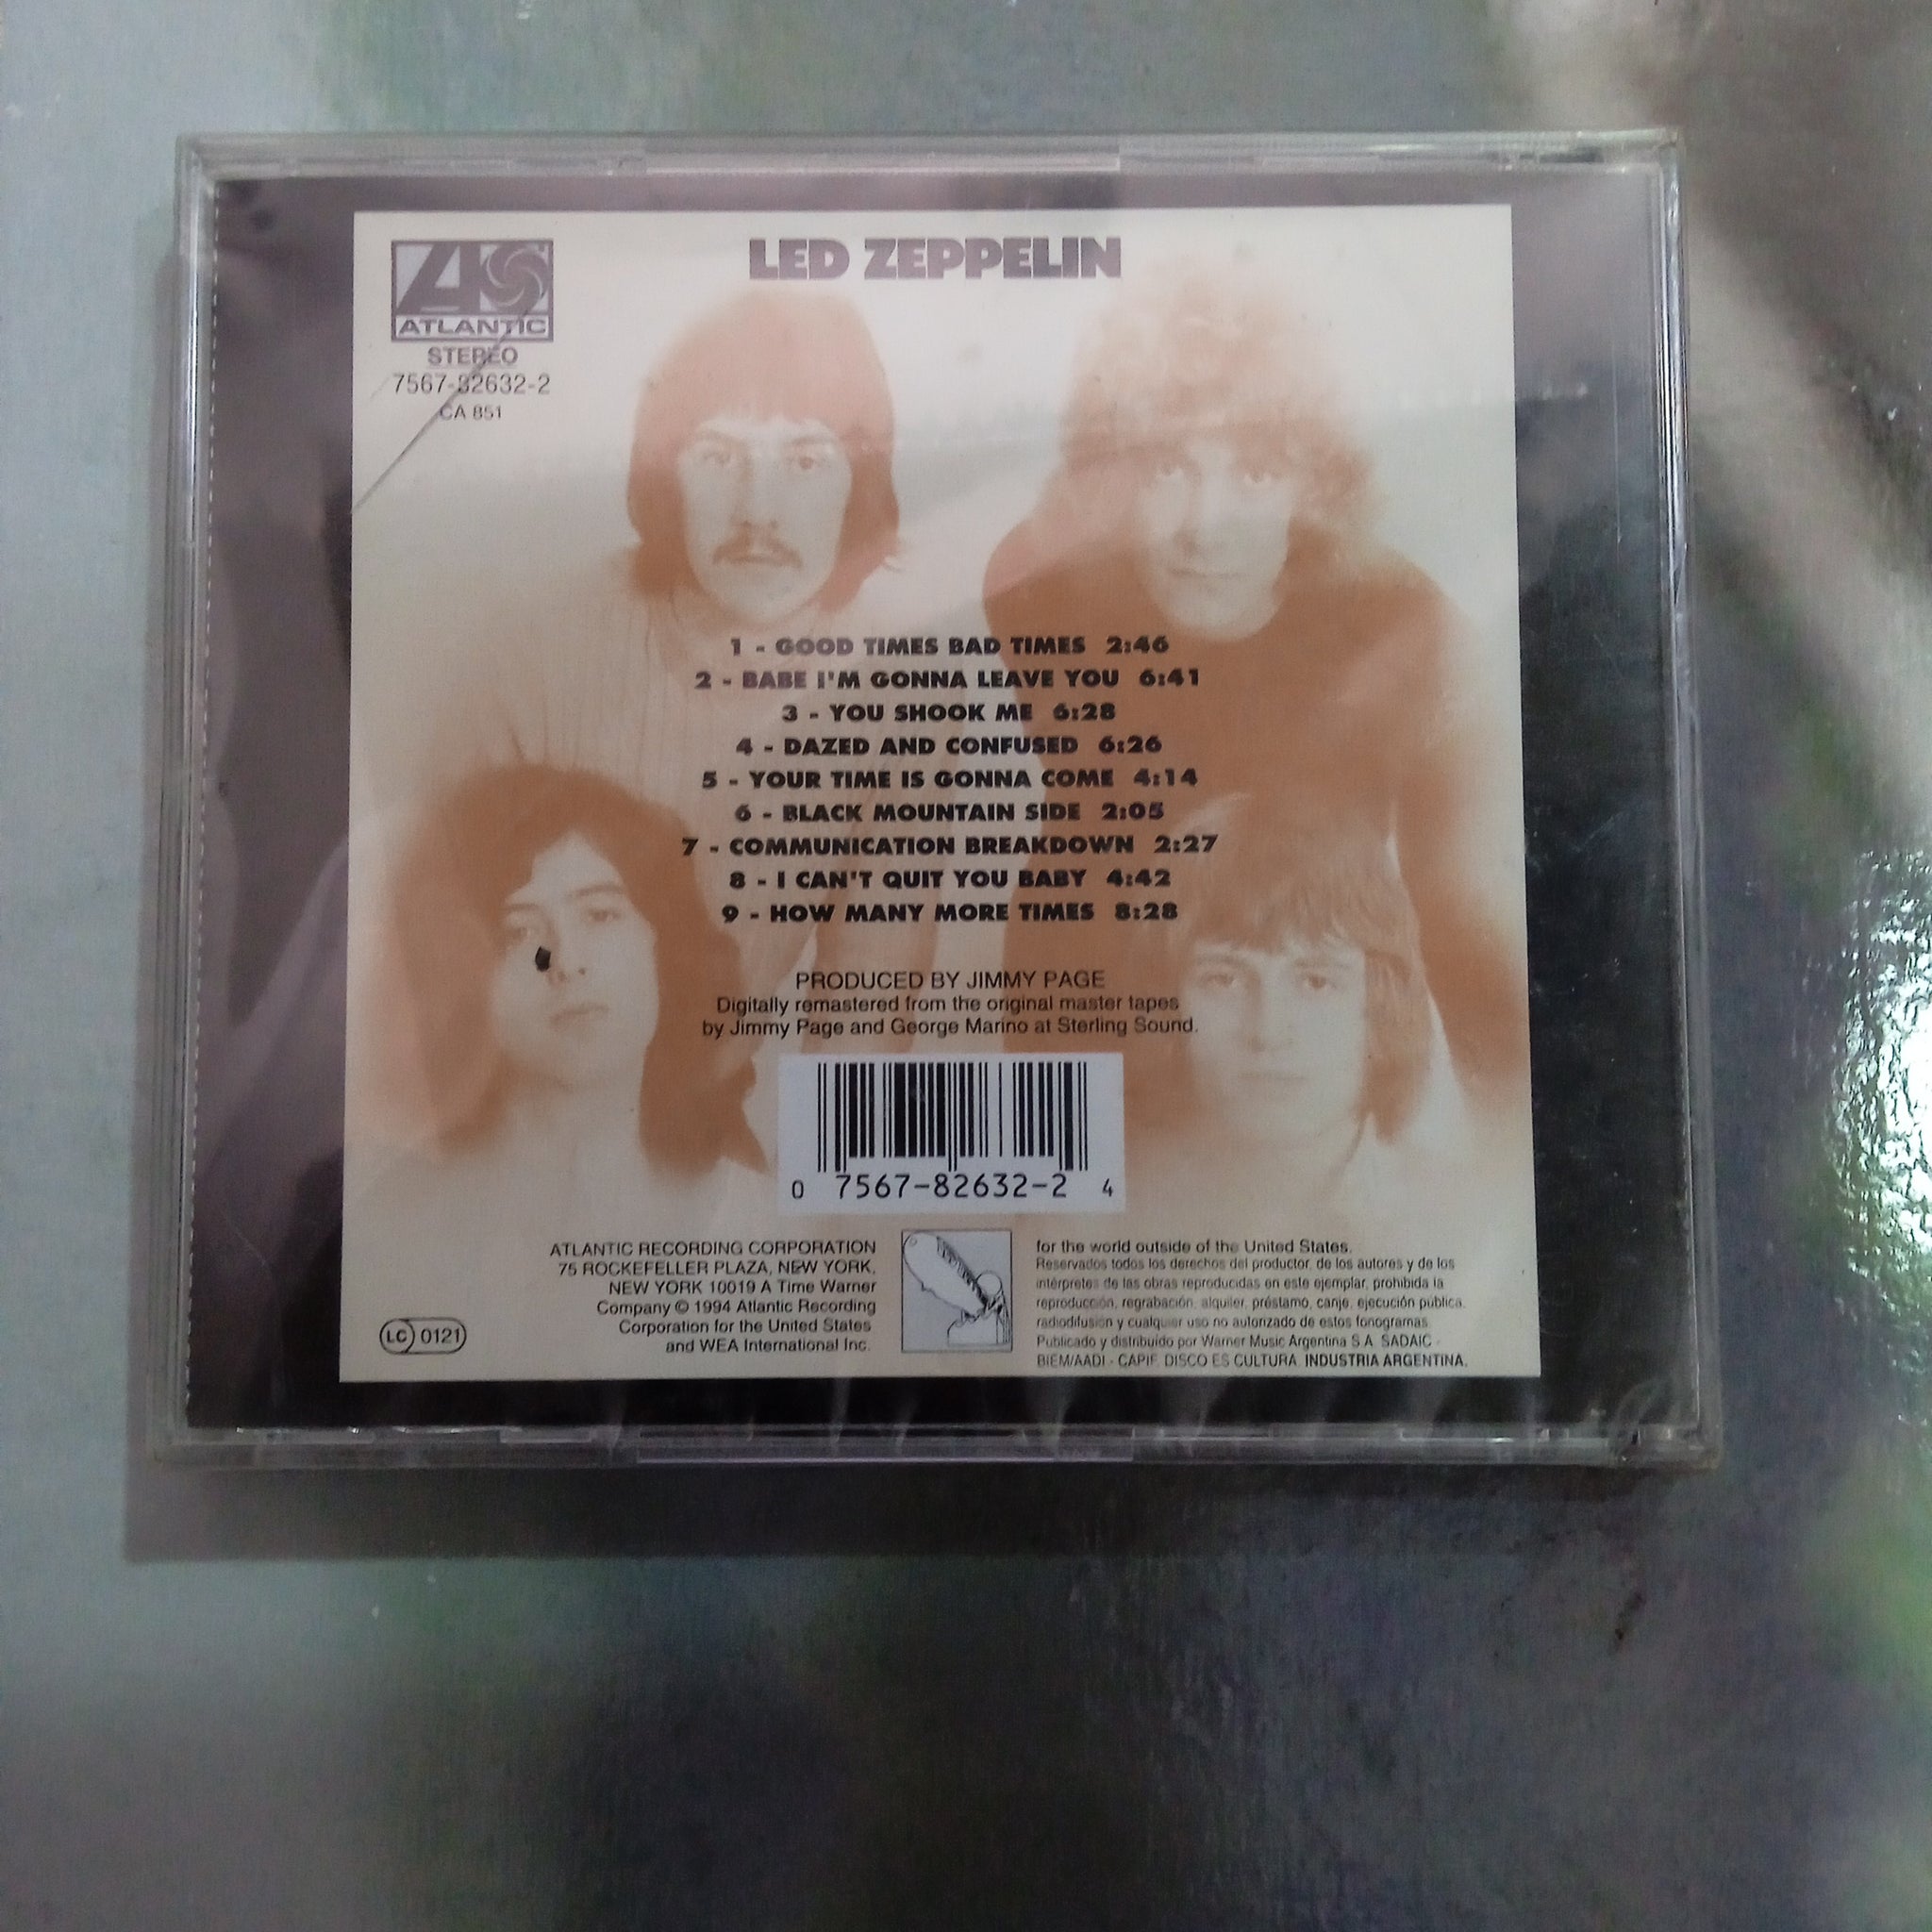 LED ZEPPELIN
ATLANTIC
STEREO
7567-82632-2
CA 851
1 - GOOD TIMES BAD TIMES 2:46
2 - BABE I'M GONNA LEAVE YOU 6:41
3 - YOU SHOOK ME 6:28
4 - DAZED AND CONFUSED 6:26
5 - YOUR TIME IS GONNA COME 4:14
6 - BLACK MOUNTAIN SIDE 2:05
7 - COMMUNICATION BREAKDOWN 2:27
8 - I CAN'T QUIT YOU BABY 4:42
9 - HOW MANY MORE TIMES 8:28
PRODUCED BY JIMMY PAGE
Digitally remastered from the original master tapes
by Jimmy Page and George Marino at Sterling Sound.
0 7567-82632-2 4
ATLANTIC RECORDING CORPORATION
75 ROCKEFELLER PLAZA, NEW YORK,
NEW YORK 10019 A Time Warner
Company © 1994 Atlantic Recording
Corporation for the United States
and WEA International Inc.
for the world outside of the United States.
Reservados todos los derechos del productor, de los autores y de los
intérpretes de las obras reproducidas en este ejemplar, prohibida la
reproducción, regrabación, alquiler, préstamo, canje, ejecución pública,
radiodifusión y cualquier uso no autorizado de estos fonogramas.
Publicado y distribuido por Warner Music Argentina S.A. SADAIC -
BIEM/AADI - CAPIF. DISCO ES CULTURA. INDUSTRIA ARGENTINA.
LC 0121